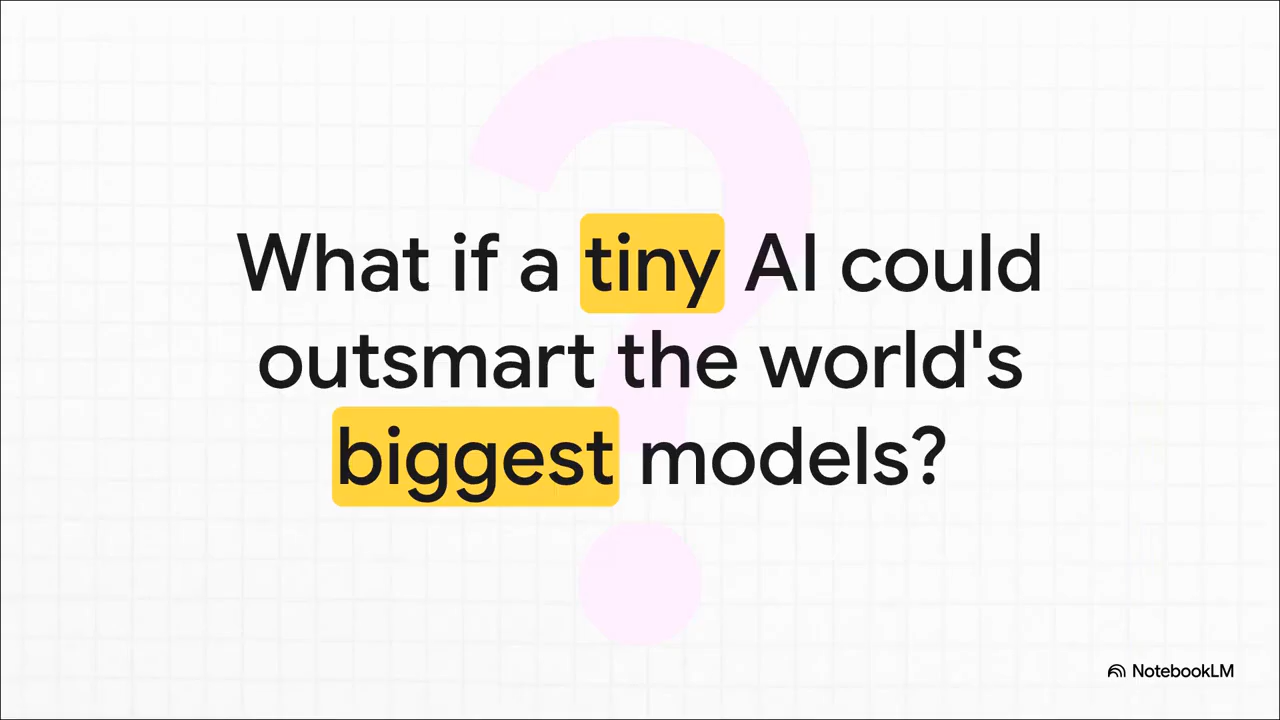 What if a tiny AI could
outsmart the world's
biggest models?
NotebookLM